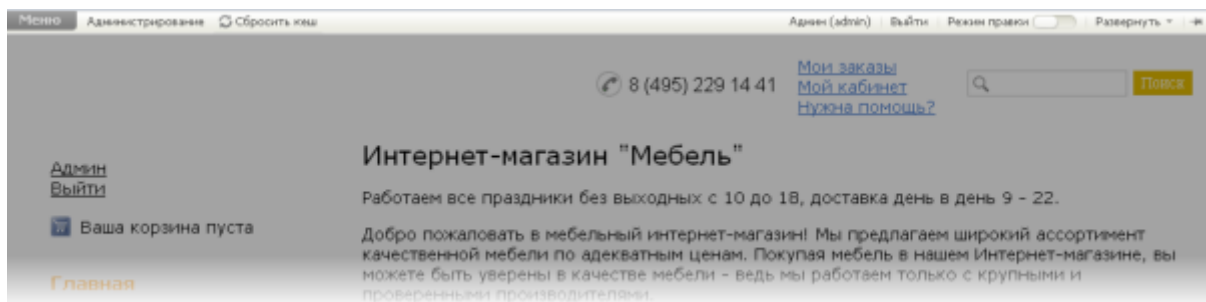 Меню Администрирование Сбросить кеш Админ (admin) Выйти Режим правки Развернуть
8 (495) 229 14 41
Мои заказы
Мой кабинет
Нужна помощь?
Поиск
Админ
Выйти
Ваша корзина пуста
Главная
Интернет-магазин "Мебель"
Работаем все праздники без выходных с 10 до 18, доставка день в день 9 - 22.
Добро пожаловать в мебельный интернет-магазин! Мы предлагаем широкий ассортимент
качественной мебели по адекватным ценам. Покупая мебель в нашем Интернет-магазине, вы
можете быть уверены в качестве мебели - ведь мы работаем только с крупными и
проверенными производителями.